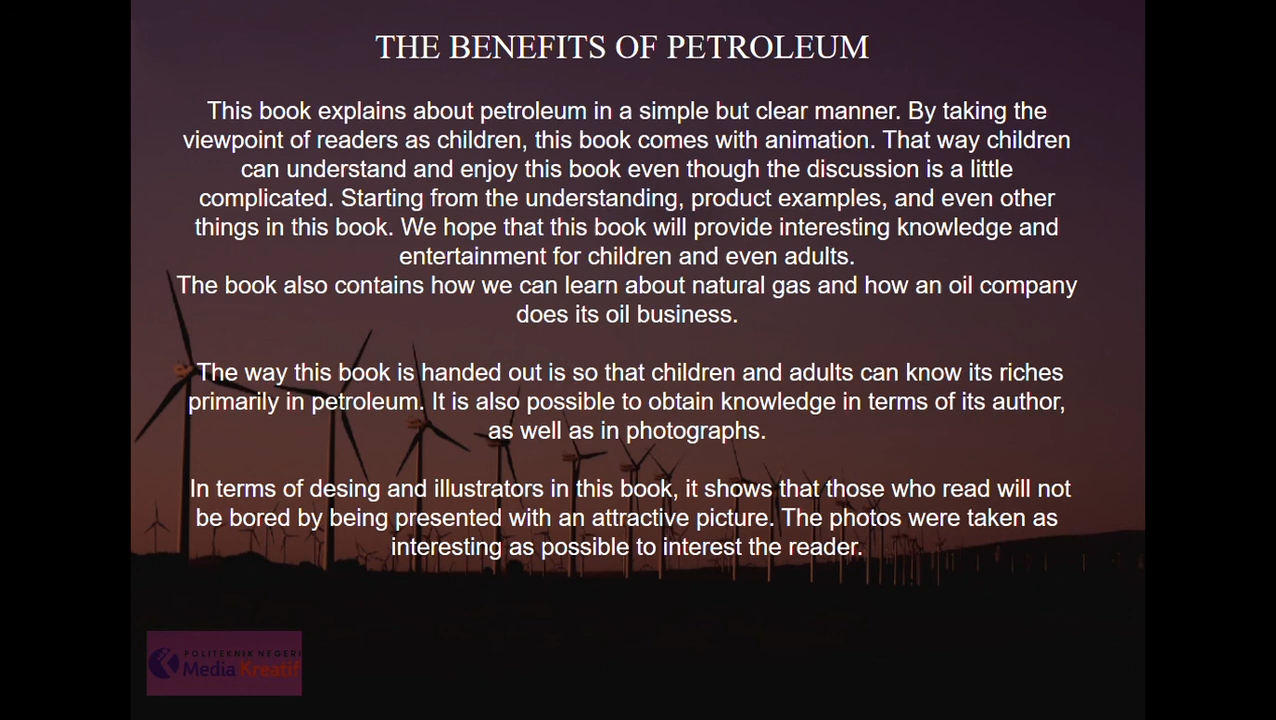 THE BENEFITS OF PETROLEUM
This book explains about petroleum in a simple but clear manner. By taking the
viewpoint of readers as children, this book comes with animation. That way children
can understand and enjoy this book even though the discussion is a little
complicated. Starting from the understanding, product examples, and even other
things in this book. We hope that this book will provide interesting knowledge and
entertainment for children and even adults.
The book also contains how we can learn about natural gas and how an oil company
does its oil business.
The way this book is handed out is so that children and adults can know its riches
primarily in petroleum. It is also possible to obtain knowledge in terms of its author,
as well as in photographs.
In terms of desing and illustrators in this book, it shows that those who read will not
be bored by being presented with an attractive picture. The photos were taken as
interesting as possible to interest the reader.
POLITEKNIK NEGERI
Media Kreatif